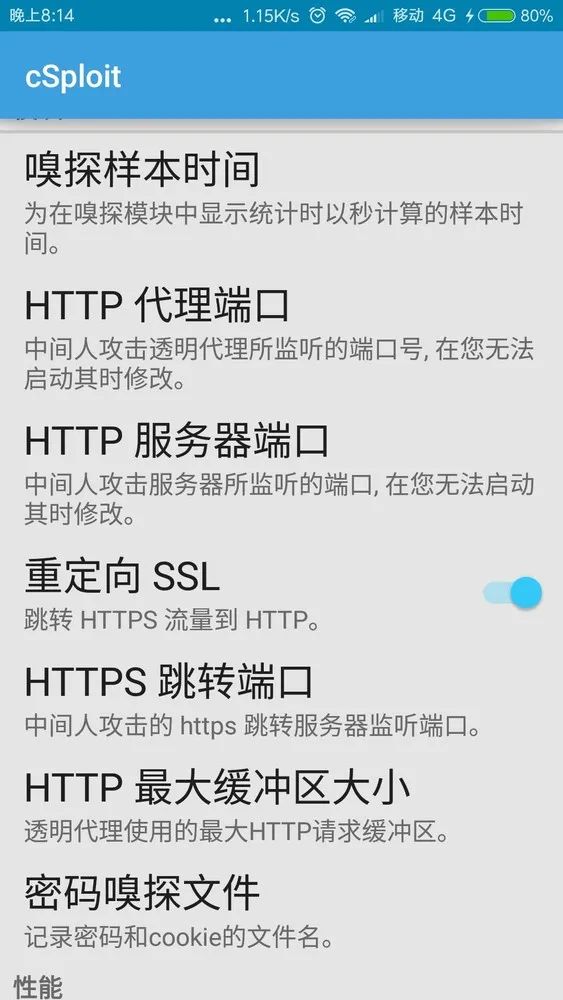 晚上8:14
... 1.15K/s 移动 4G 80%
cSploit
嗅探样本时间
为在嗅探模块中显示统计时以秒计算的样本时
间。
HTTP 代理端口
中间人攻击透明代理所监听的端口号, 在您无法
启动其时修改。
HTTP 服务器端口
中间人攻击服务器所监听的端口, 在您无法启动
其时修改。
重定向 SSL
跳转 HTTPS 流量到 HTTP。
HTTPS 跳转端口
中间人攻击的 https 跳转服务器监听端口。
HTTP 最大缓冲区大小
透明代理使用的最大HTTP请求缓冲区。
密码嗅探文件
记录密码和cookie的文件名。
性能